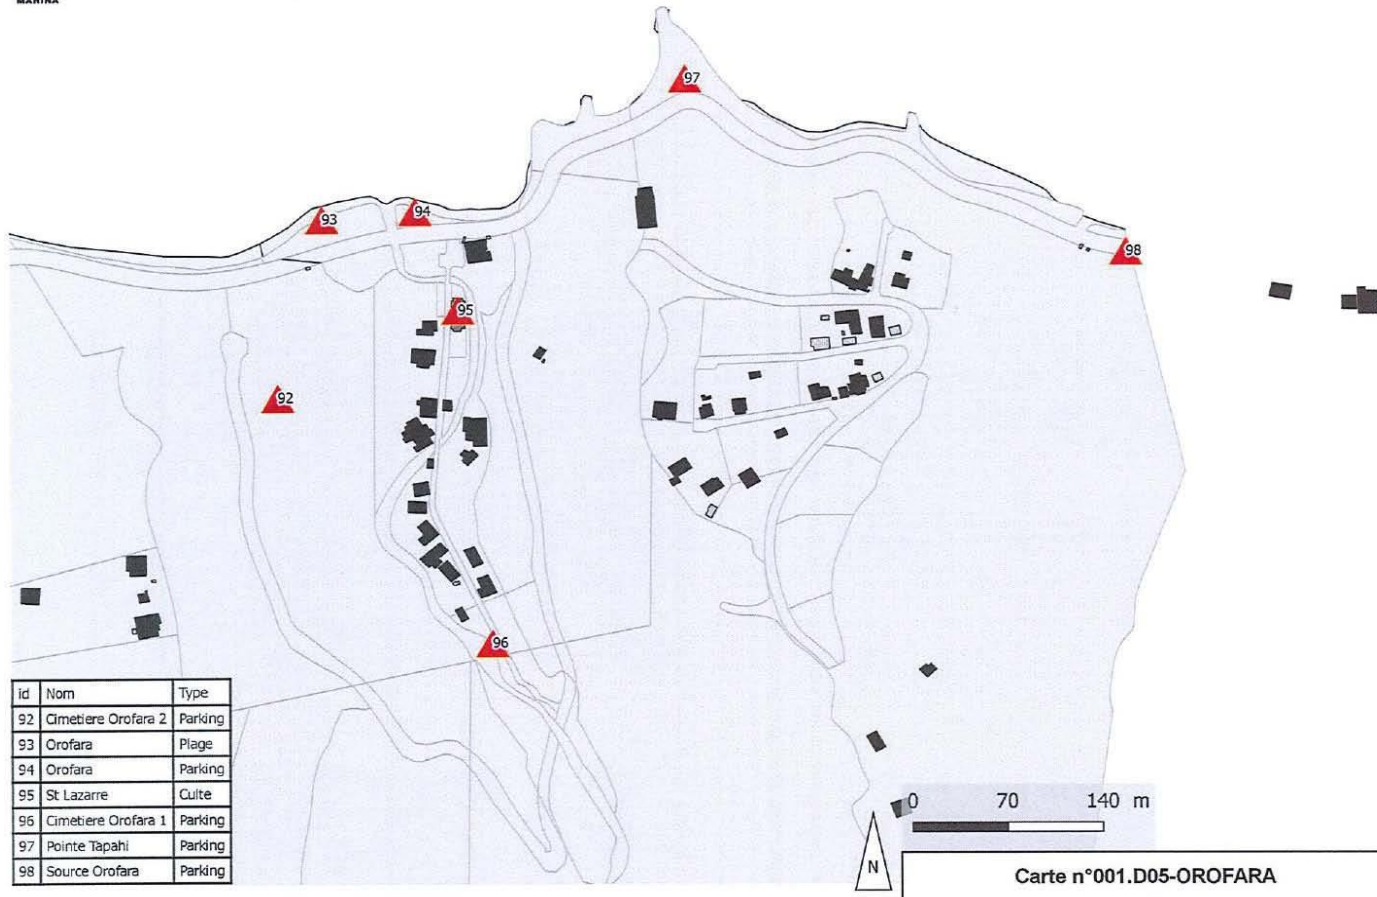 MARINA
97
94
93
98
95
92
96
id Nom Type
92 Cimetiere Orofara 2 Parking
93 Orofara Plage
94 Orofara Parking
95 St Lazarre Culte
96 Cimetiere Orofara 1 Parking
97 Pointe Tapahi Parking
98 Source Orofara Parking
0 70 140 m
N
Carte n°001.D05-OROFARA